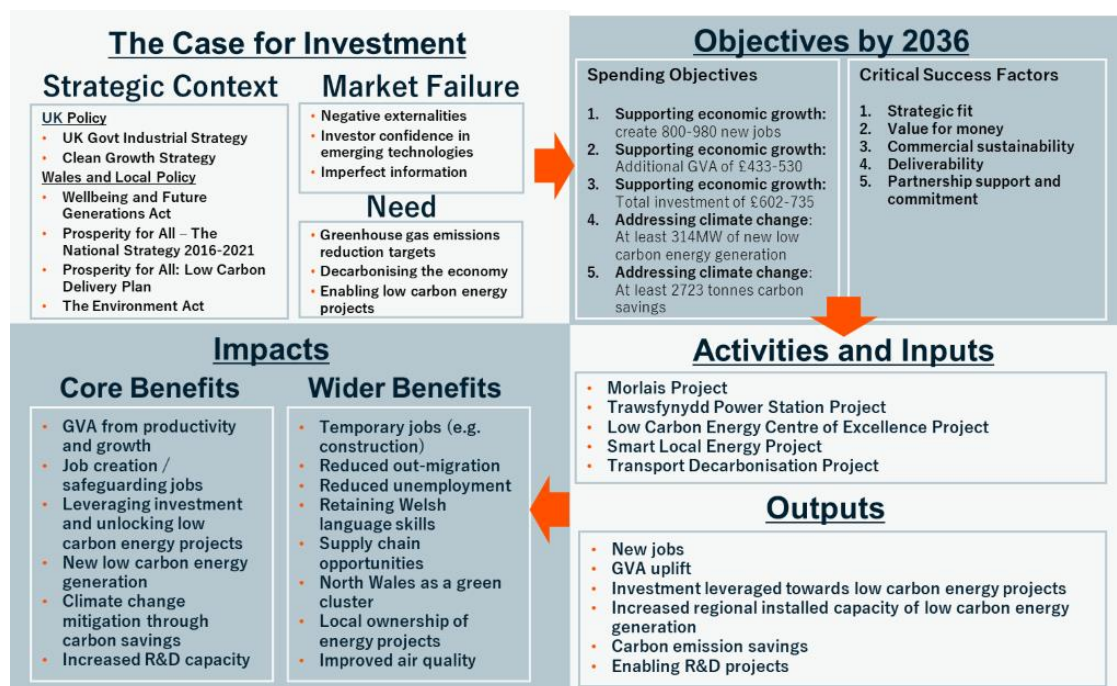 The Case for Investment
Strategic Context
UK Policy
• UK Govt Industrial Strategy
• Clean Growth Strategy
Wales and Local Policy
• Wellbeing and Future
Generations Act
• Prosperity for All – The
National Strategy 2016-2021
• Prosperity for All: Low Carbon
Delivery Plan
• The Environment Act
Market Failure
• Negative externalities
• Investor confidence in
emerging technologies
• Imperfect information
Need
• Greenhouse gas emissions
reduction targets
• Decarbonising the economy
• Enabling low carbon energy
projects
Objectives by 2036
Spending Objectives
1. Supporting economic growth:
create 800-980 new jobs
2. Supporting economic growth:
Additional GVA of £433-530
3. Supporting economic growth:
Total investment of £602-735
4. Addressing climate change:
At least 314MW of new low
carbon energy generation
5. Addressing climate change:
At least 2723 tonnes carbon
savings
Critical Success Factors
1. Strategic fit
2. Value for money
3. Commercial sustainability
4. Deliverability
5. Partnership support and
commitment
Activities and Inputs
• Morlais Project
• Trawsfynydd Power Station Project
• Low Carbon Energy Centre of Excellence Project
• Smart Local Energy Project
• Transport Decarbonisation Project
Outputs
• New jobs
• GVA uplift
• Investment leveraged towards low carbon energy projects
• Increased regional installed capacity of low carbon energy
generation
• Carbon emission savings
• Enabling R&D projects
Impacts
Core Benefits
• GVA from productivity
and growth
• Job creation /
safeguarding jobs
• Leveraging investment
and unlocking low
carbon energy projects
• New low carbon energy
generation
• Climate change
mitigation through
carbon savings
• Increased R&D capacity
Wider Benefits
• Temporary jobs (e.g.
construction)
• Reduced out-migration
• Reduced unemployment
• Retaining Welsh
language skills
• Supply chain
opportunities
• North Wales as a green
cluster
• Local ownership of
energy projects
• Improved air quality